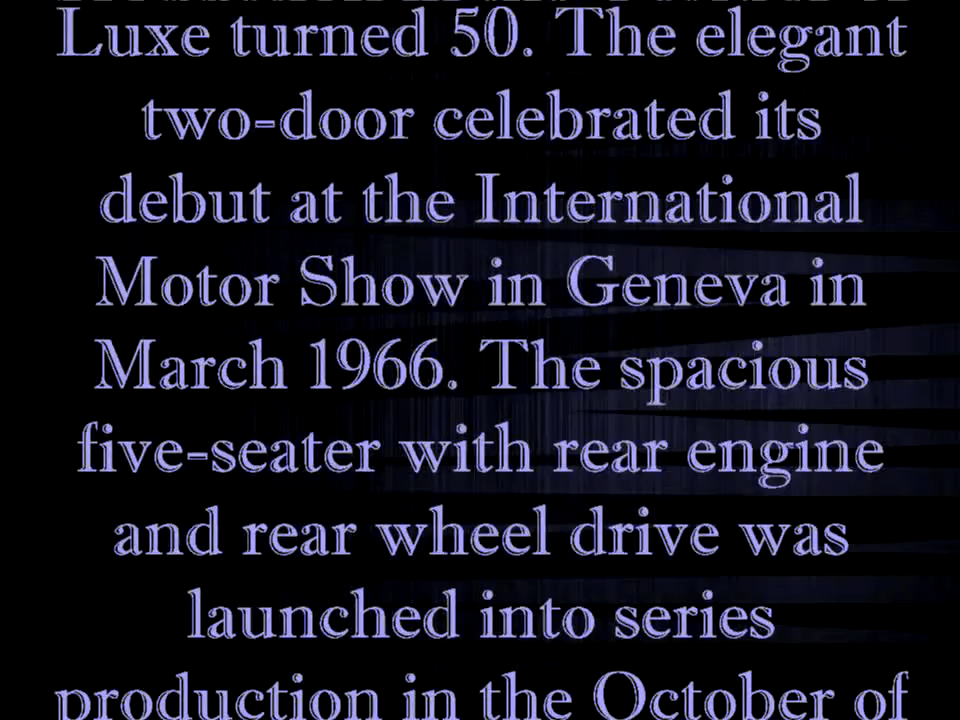 Luxe turned 50. The elegant
two-door celebrated its
debut at the International
Motor Show in Geneva in
March 1966. The spacious
five-seater with rear engine
and rear wheel drive was
launched into series
production in the October of